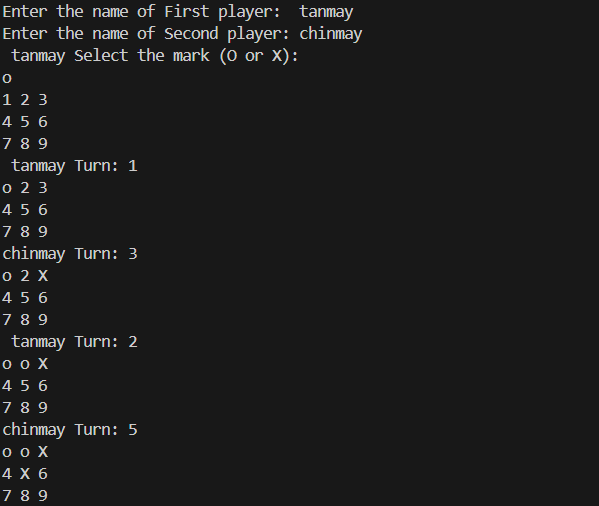 Enter the name of First player:  tanmay
Enter the name of Second player: chinmay
 tanmay Select the mark (O or X):
o
1 2 3
4 5 6
7 8 9
 tanmay Turn: 1
o 2 3
4 5 6
7 8 9
chinmay Turn: 3
o 2 X
4 5 6
7 8 9
 tanmay Turn: 2
o o X
4 5 6
7 8 9
chinmay Turn: 5
o o X
4 X 6
7 8 9